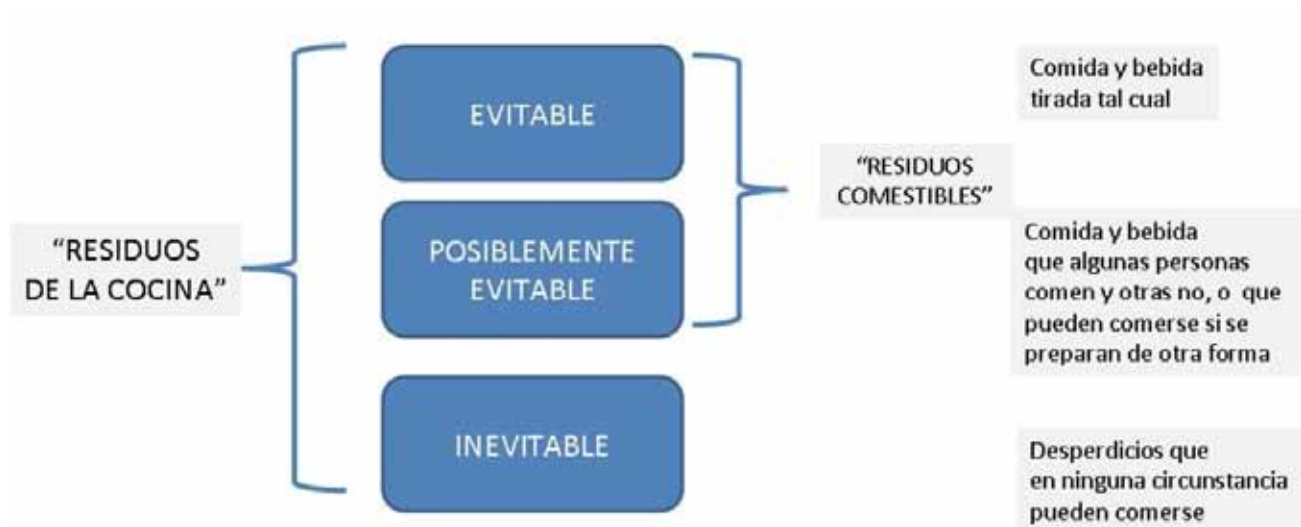 “RESIDUOS
DE LA COCINA”
EVITABLE
POSIBLEMENTE
EVITABLE
INEVITABLE
“RESIDUOS
COMESTIBLES”
Comida y bebida
tirada tal cual
Comida y bebida
que algunas personas
comen y otras no, o que
pueden comerse si se
preparan de otra forma
Desperdicios que
en ninguna circunstancia
pueden comerse